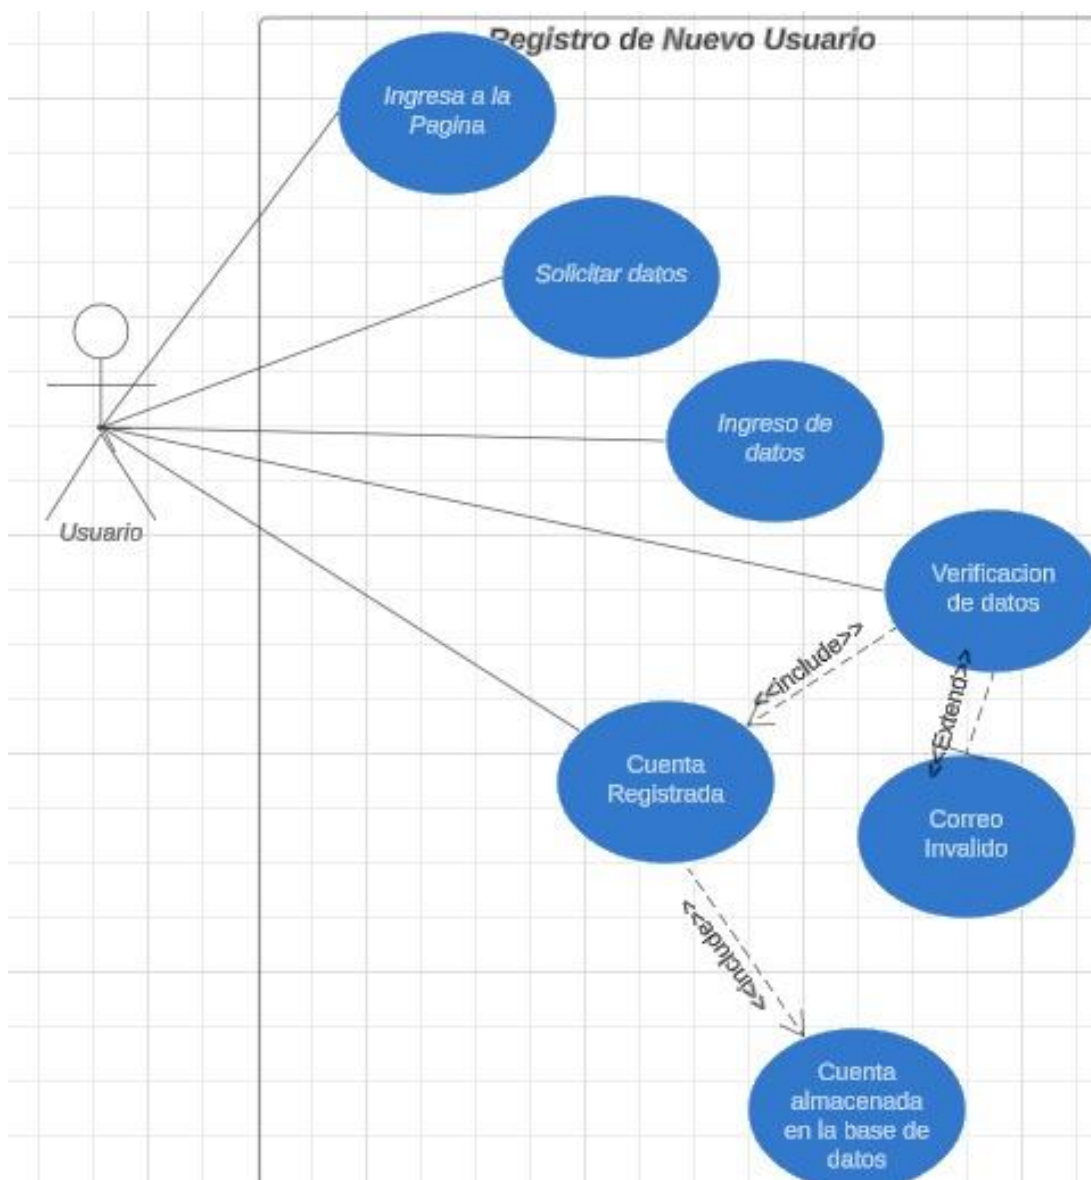 Registro de Nuevo Usuario
Ingresa a la
Pagina
Solicitar datos
Ingreso de
datos
Usuario
Verificacion
de datos
<<include>>
<<Extend>>
Cuenta
Registrada
Correo
Invalido
<<include>>
Cuenta
almacenada
en la base de
datos